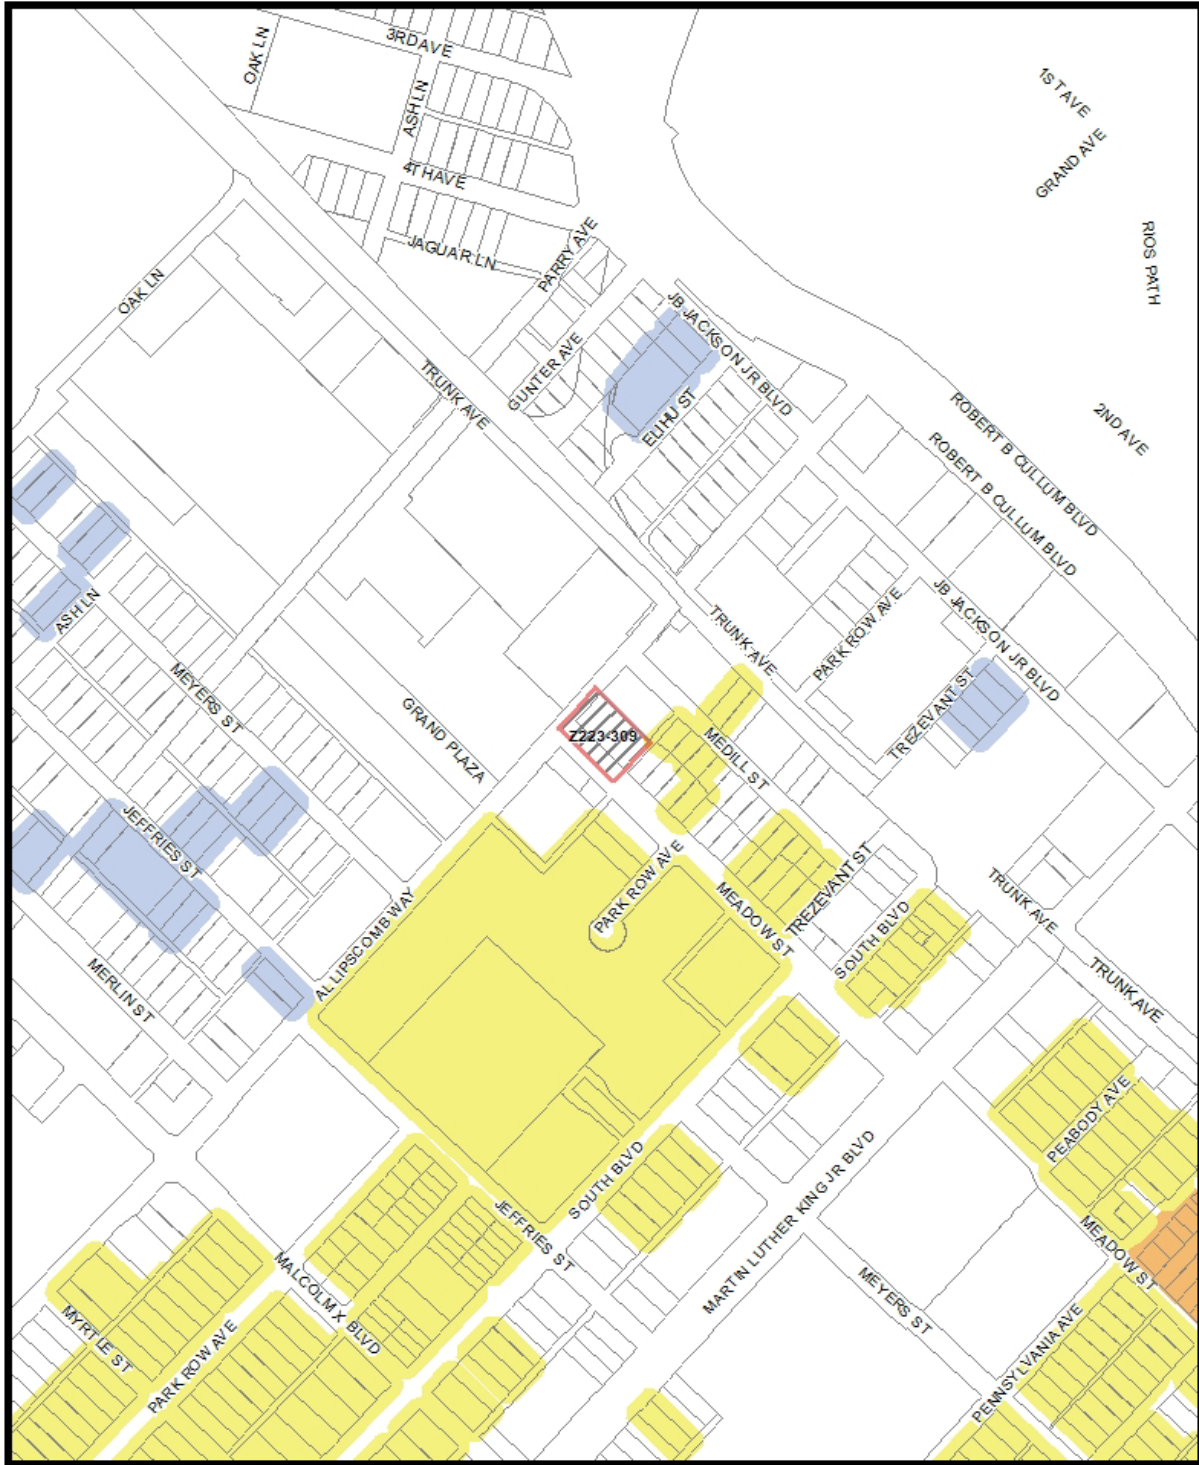 3RD AVE
OAK LN
1ST AVE
ASH LN
GRAND AVE
4TH AVE
RIOS PATH
JAGUAR LN
PARRY AVE
OAK LN
JB JACKSON JR BLVD
TRUNK AVE
GUNTER AVE
ELIHU ST
ROBERT B CULLUM BLVD
2ND AVE
ROBERT B CULLUM BLVD
ASH LN
TRUNK AVE
PARK ROW AVE
JB JACKSON JR BLVD
MEYERS ST
GRAND PLAZA
Z223-309
MEDILL ST
TREZEVANT ST
JEFFRIES ST
PARK ROW AVE
MEADOW ST
TREZEVANT ST
SOUTH BLVD
TRUNK AVE
AL LIPSCOMB WAY
MERLIN ST
TRUNK AVE
PEABODY AVE
SOUTH BLVD
JEFFRIES ST
MARTIN LUTHER KING JR BLVD
MEADOW ST
MALCOLM X BLVD
MEYERS ST
MYRTLE ST
PARK ROW AVE
PENNSYLVANIA AVE